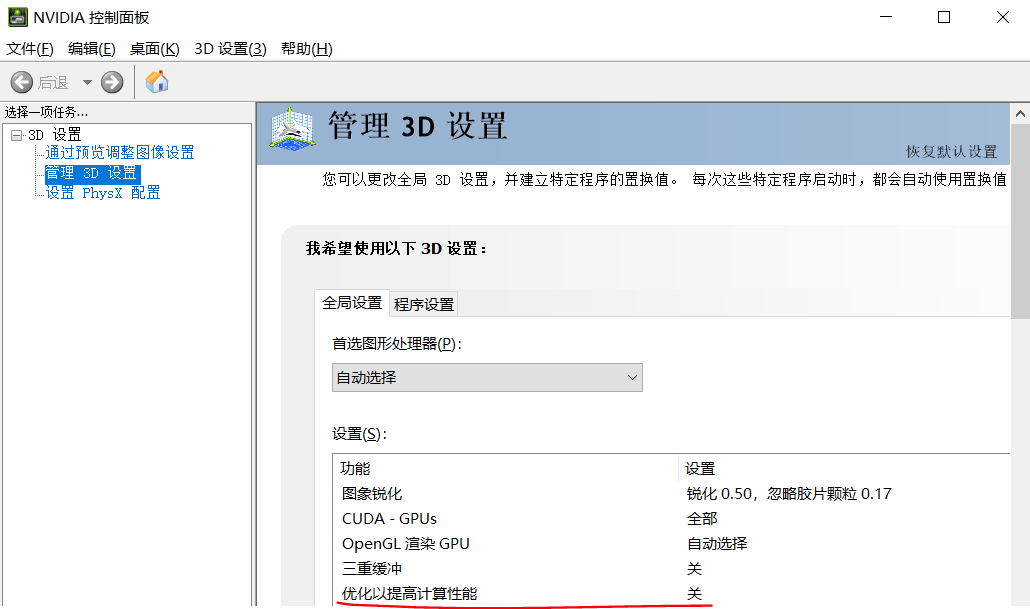 NVIDIA 控制面板
文件(F) 编辑(E) 桌面(K) 3D 设置(3) 帮助(H)
后退
选择一项任务...
3D 设置
通过预览调整图像设置
管理 3D 设置
设置 PhysX 配置
管理 3D 设置
恢复默认设置
您可以更改全局 3D 设置，并建立特定程序的置换值。 每次这些特定程序启动时，都会自动使用置换值
我希望使用以下 3D 设置：
全局设置 程序设置
首选图形处理器(P)：
自动选择
设置(S)：
功能 设置
图象锐化 锐化 0.50，忽略胶片颗粒 0.17
CUDA - GPUs 全部
OpenGL 渲染 GPU 自动选择
三重缓冲 关
优化以提高计算性能 关